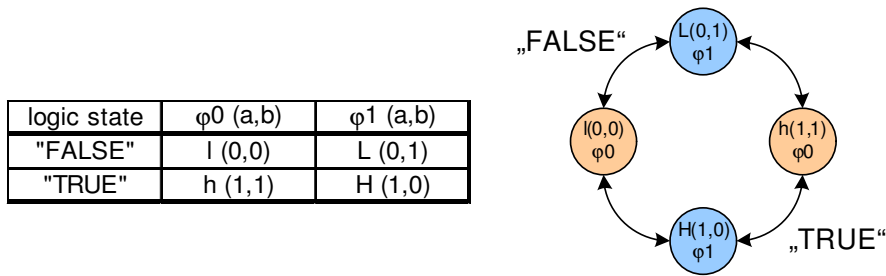 logic state φ0 (a,b) φ1 (a,b)
"FALSE" l (0,0) L (0,1)
"TRUE" h (1,1) H (1,0)
„FALSE“
L(0,1)
φ1
l(0,0)
φ0
h(1,1)
φ0
H(1,0)
φ1
„TRUE“